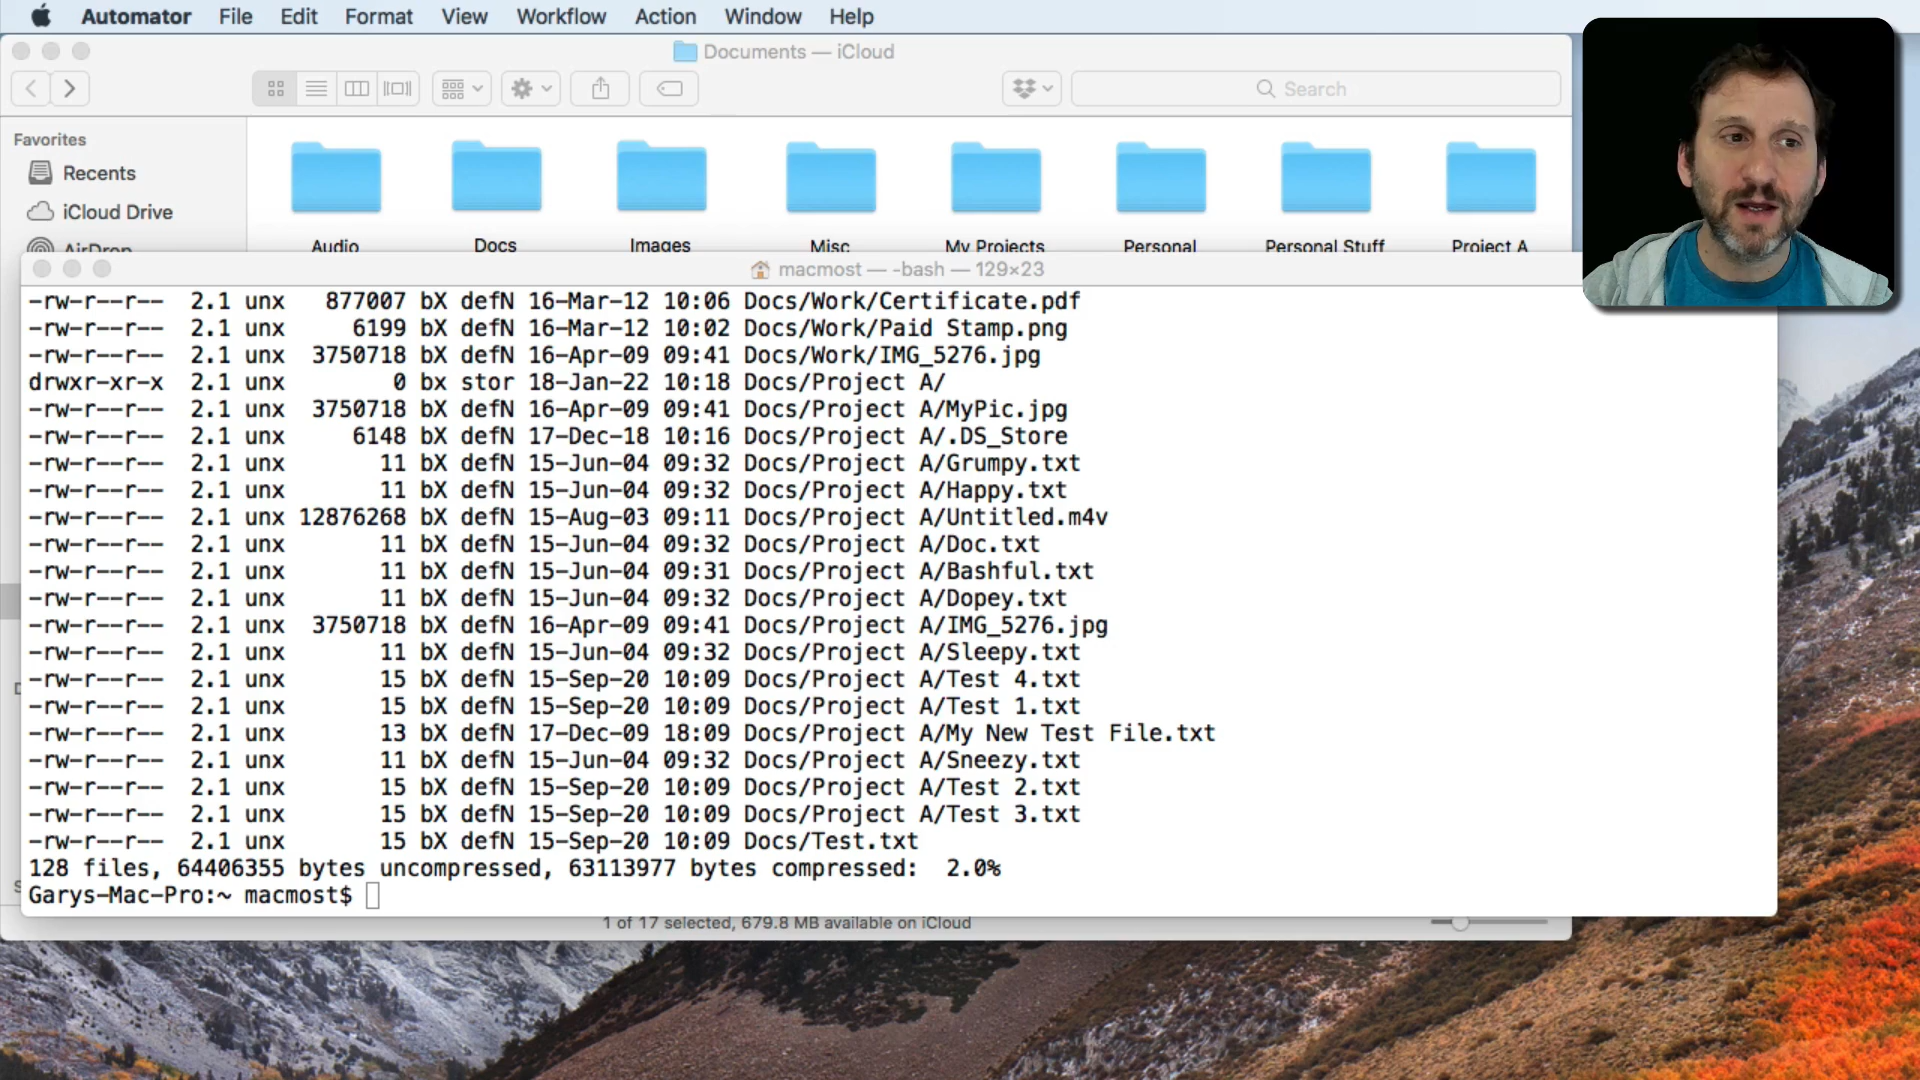 Automator File Edit Format View Workflow Action Window Help
Documents — iCloud
Search
Favorites
Recents
iCloud Drive
AirDrop
Audio Docs Images Misc My Projects Personal Personal Stuff Project A
macmost — -bash — 129×23
-rw-r--r-- 2.1 unx 877007 bX defN 16-Mar-12 10:06 Docs/Work/Certificate.pdf
-rw-r--r-- 2.1 unx 6199 bX defN 16-Mar-12 10:02 Docs/Work/Paid Stamp.png
-rw-r--r-- 2.1 unx 3750718 bX defN 16-Apr-09 09:41 Docs/Work/IMG_5276.jpg
drwxr-xr-x 2.1 unx 0 bx stor 18-Jan-22 10:18 Docs/Project A/
-rw-r--r-- 2.1 unx 3750718 bX defN 16-Apr-09 09:41 Docs/Project A/MyPic.jpg
-rw-r--r-- 2.1 unx 6148 bX defN 17-Dec-18 10:16 Docs/Project A/.DS_Store
-rw-r--r-- 2.1 unx 11 bX defN 15-Jun-04 09:32 Docs/Project A/Grumpy.txt
-rw-r--r-- 2.1 unx 11 bX defN 15-Jun-04 09:32 Docs/Project A/Happy.txt
-rw-r--r-- 2.1 unx 12876268 bX defN 15-Aug-03 09:11 Docs/Project A/Untitled.m4v
-rw-r--r-- 2.1 unx 11 bX defN 15-Jun-04 09:32 Docs/Project A/Doc.txt
-rw-r--r-- 2.1 unx 11 bX defN 15-Jun-04 09:31 Docs/Project A/Bashful.txt
-rw-r--r-- 2.1 unx 11 bX defN 15-Jun-04 09:32 Docs/Project A/Dopey.txt
-rw-r--r-- 2.1 unx 3750718 bX defN 16-Apr-09 09:41 Docs/Project A/IMG_5276.jpg
-rw-r--r-- 2.1 unx 11 bX defN 15-Jun-04 09:32 Docs/Project A/Sleepy.txt
-rw-r--r-- 2.1 unx 15 bX defN 15-Sep-20 10:09 Docs/Project A/Test 4.txt
-rw-r--r-- 2.1 unx 15 bX defN 15-Sep-20 10:09 Docs/Project A/Test 1.txt
-rw-r--r-- 2.1 unx 13 bX defN 17-Dec-09 18:09 Docs/Project A/My New Test File.txt
-rw-r--r-- 2.1 unx 11 bX defN 15-Jun-04 09:32 Docs/Project A/Sneezy.txt
-rw-r--r-- 2.1 unx 15 bX defN 15-Sep-20 10:09 Docs/Project A/Test 2.txt
-rw-r--r-- 2.1 unx 15 bX defN 15-Sep-20 10:09 Docs/Project A/Test 3.txt
-rw-r--r-- 2.1 unx 15 bX defN 15-Sep-20 10:09 Docs/Test.txt
128 files, 64406355 bytes uncompressed, 63113977 bytes compressed: 2.0%
Garys-Mac-Pro:~ macmost$
1 of 17 selected, 679.8 MB available on iCloud